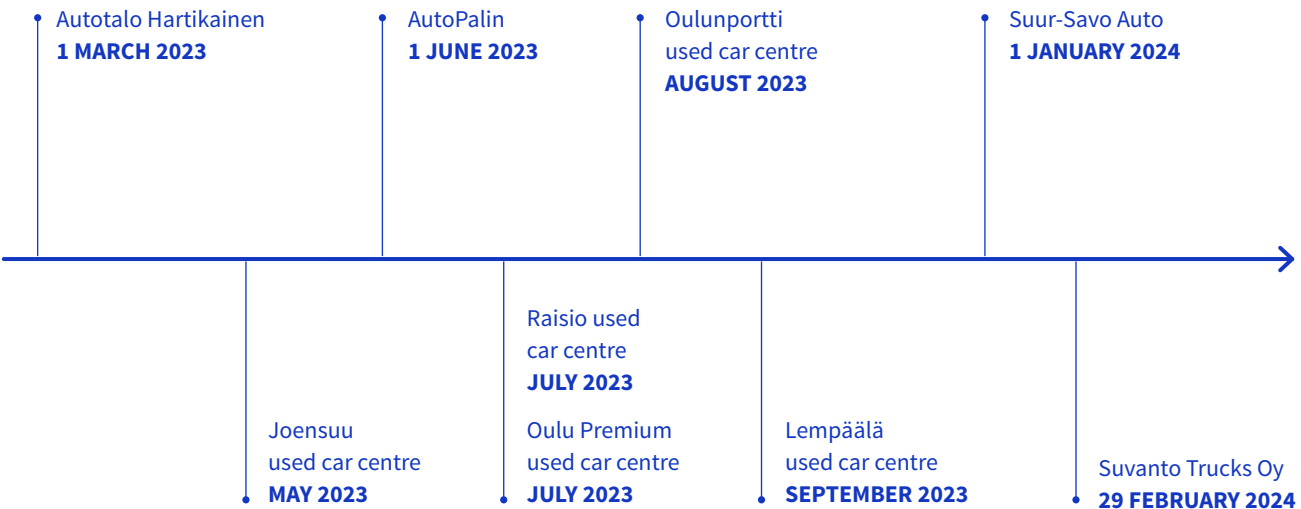 Autotalo Hartikainen
1 MARCH 2023
AutoPalin
1 JUNE 2023
Oulunportti
used car centre
AUGUST 2023
Suur-Savo Auto
1 JANUARY 2024
Joensuu
used car centre
MAY 2023
Raisio used
car centre
JULY 2023
Oulu Premium
used car centre
JULY 2023
Lempäälä
used car centre
SEPTEMBER 2023
Suvanto Trucks Oy
29 FEBRUARY 2024